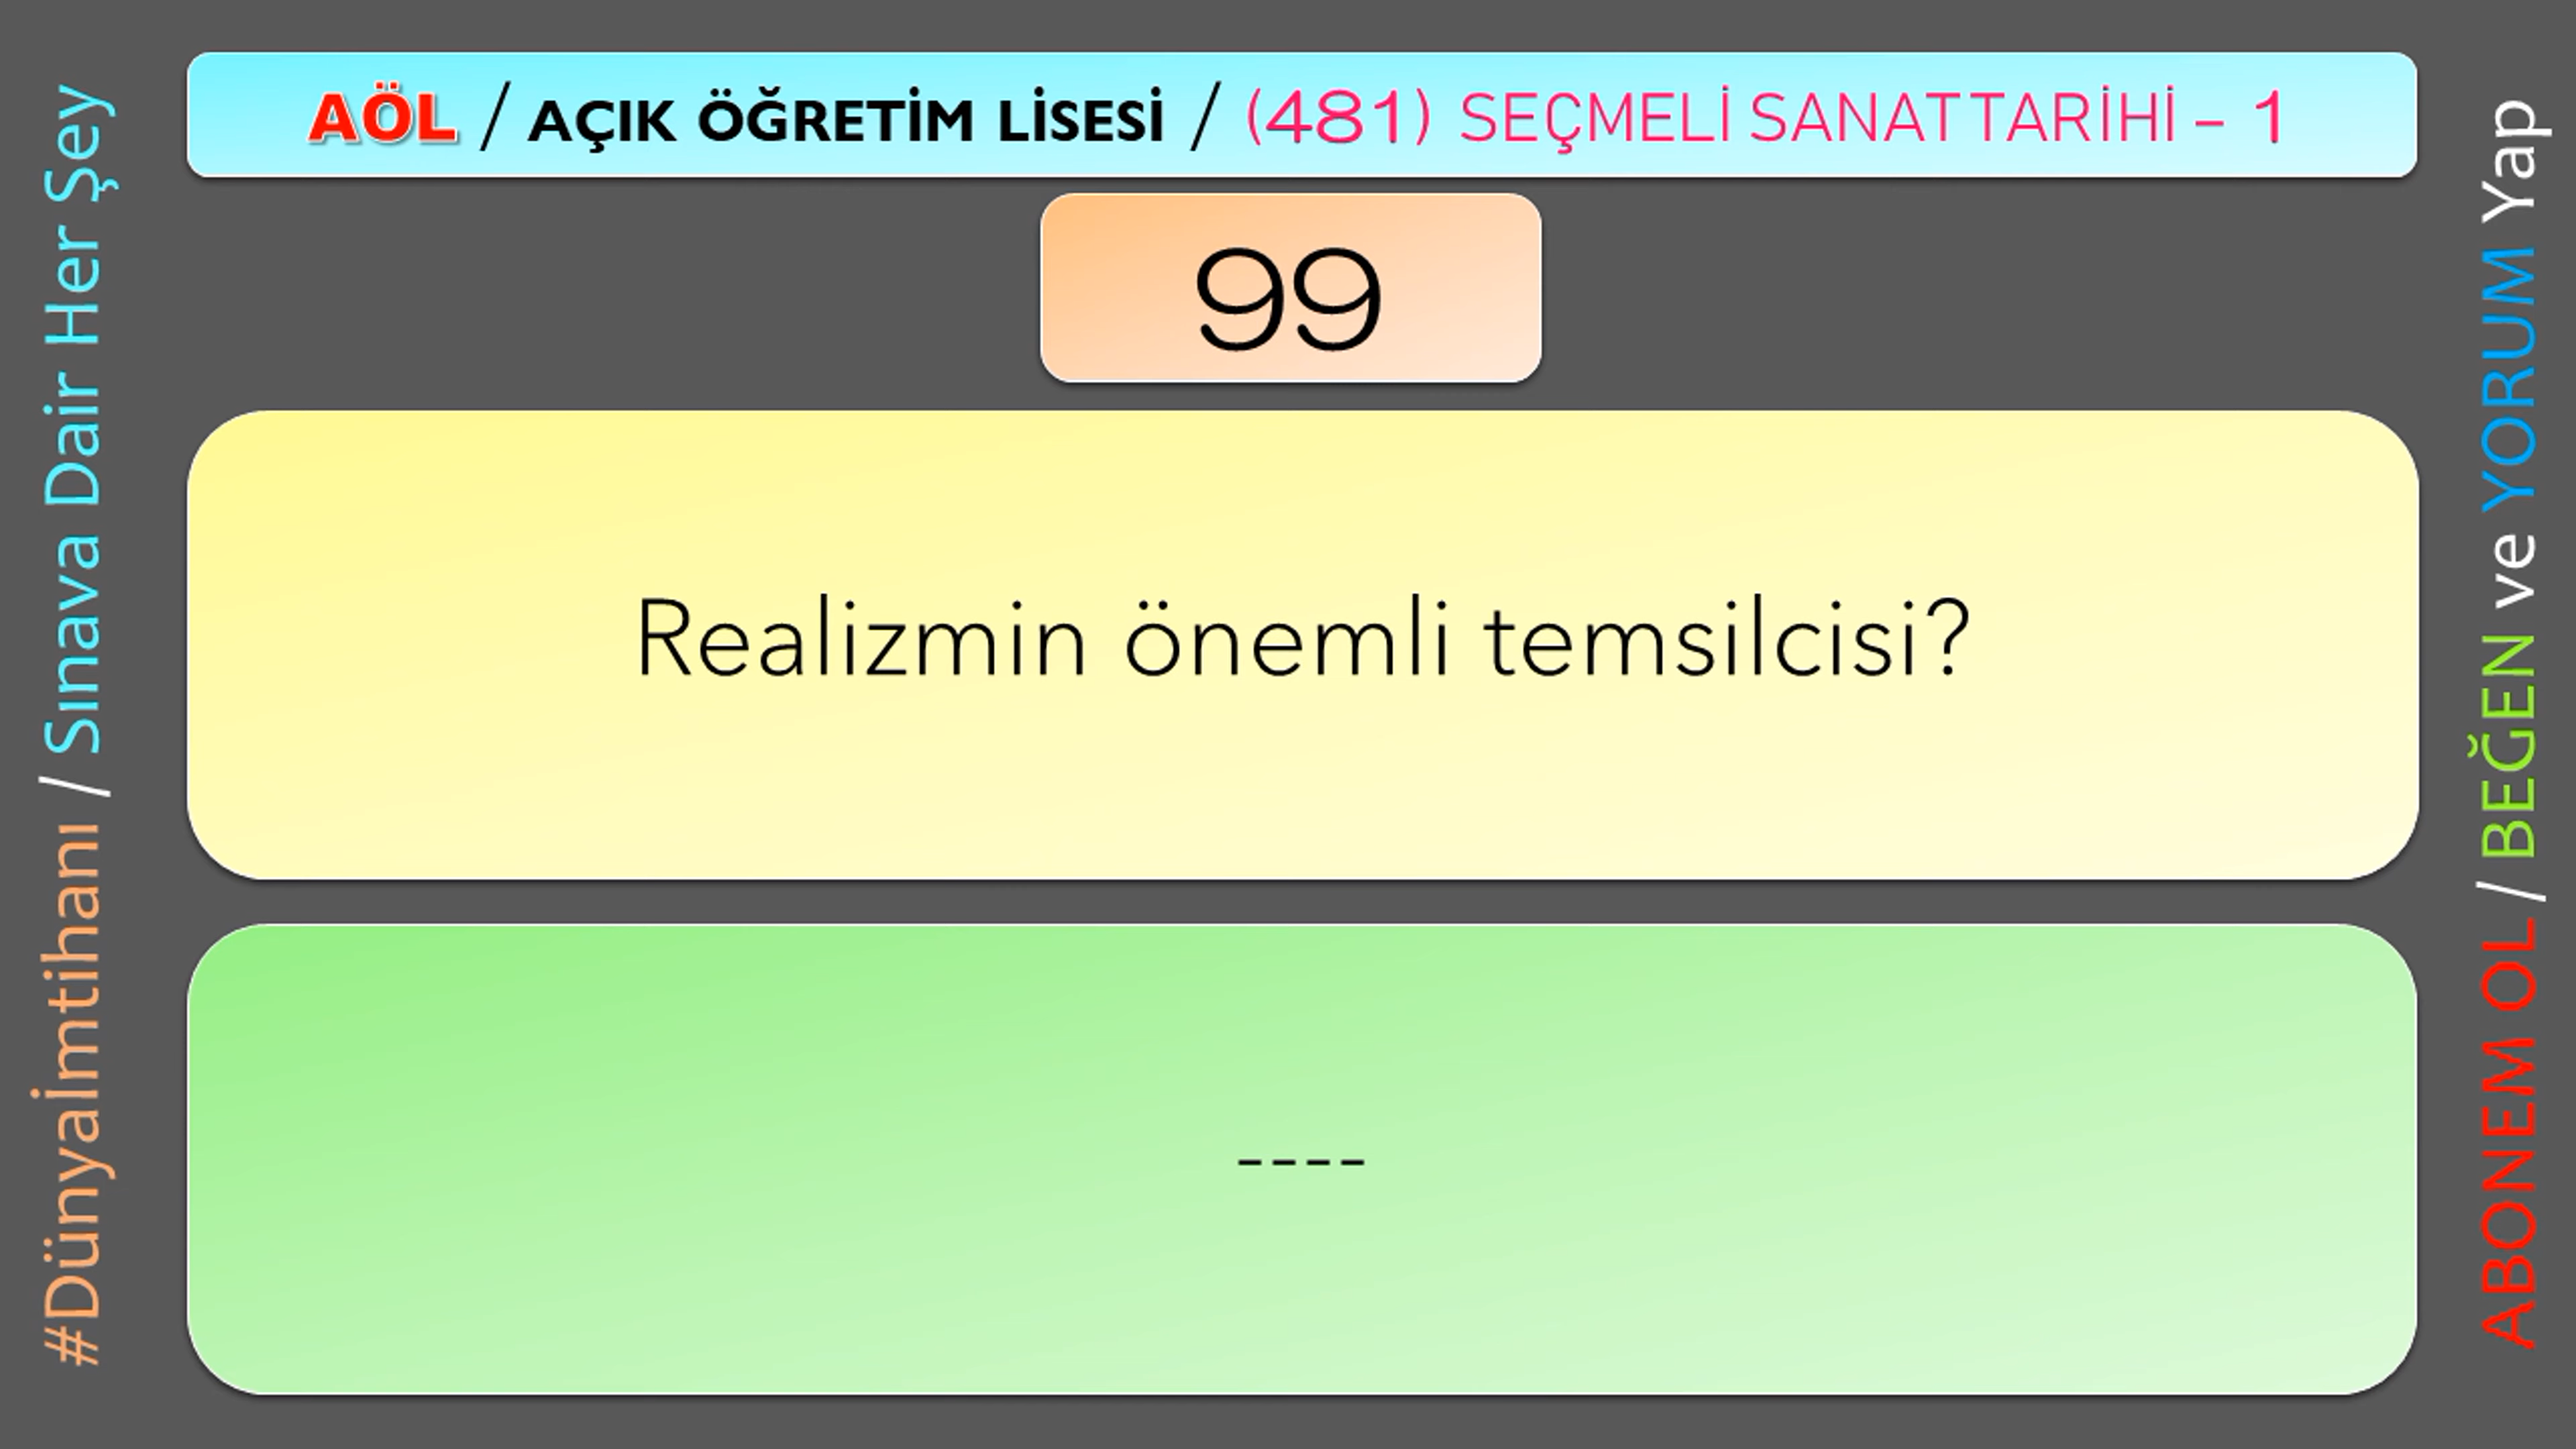 AÖL / AÇIK ÖĞRETİM LİSESİ / (481) SEÇMELİ SANAT TARİHİ – 1
99
Realizmin önemli temsilcisi?
----
#Dünyaİmtihanı / Sınava Dair Her Şey
ABONEM OL / BEĞEN ve YORUM Yap